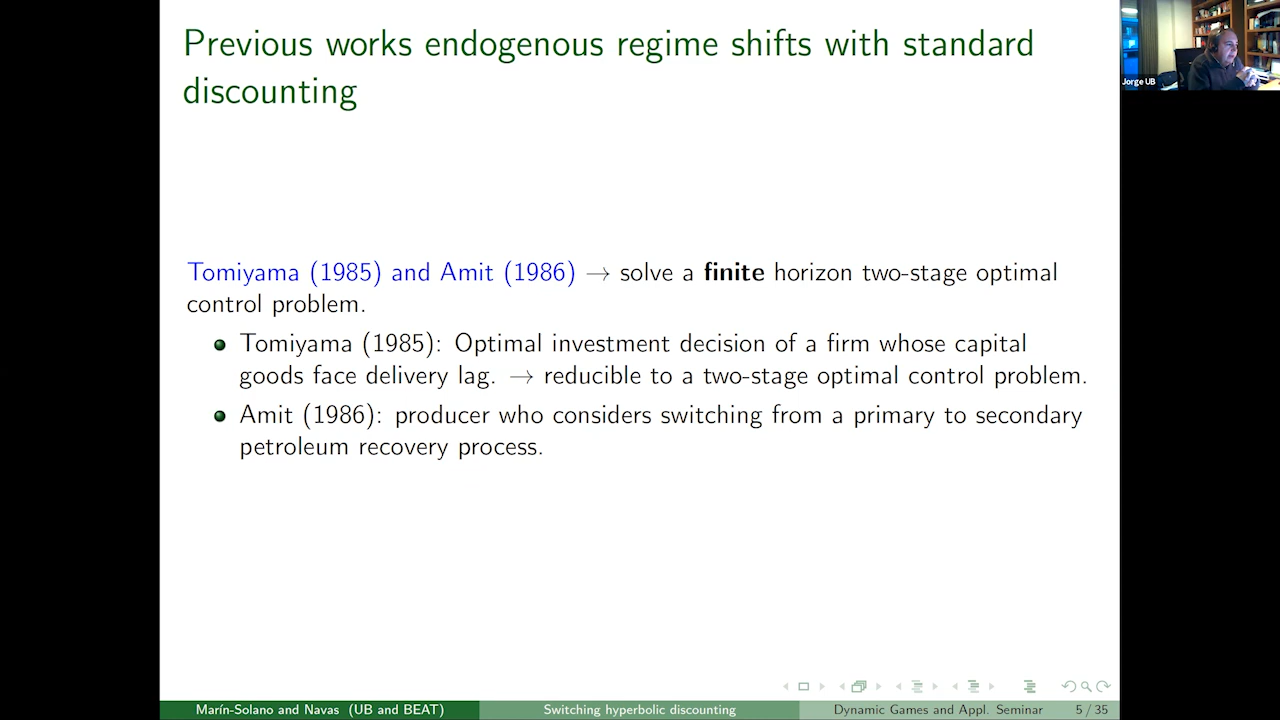 Previous works endogenous regime shifts with standard
discounting
Jorge UB
Tomiyama (1985) and Amit (1986) → solve a finite horizon two-stage optimal
control problem.
Tomiyama (1985): Optimal investment decision of a firm whose capital
goods face delivery lag. → reducible to a two-stage optimal control problem.
Amit (1986): producer who considers switching from a primary to secondary
petroleum recovery process.
Marín-Solano and Navas (UB and BEAT)
Switching hyperbolic discounting
Dynamic Games and Appl. Seminar
5 / 35